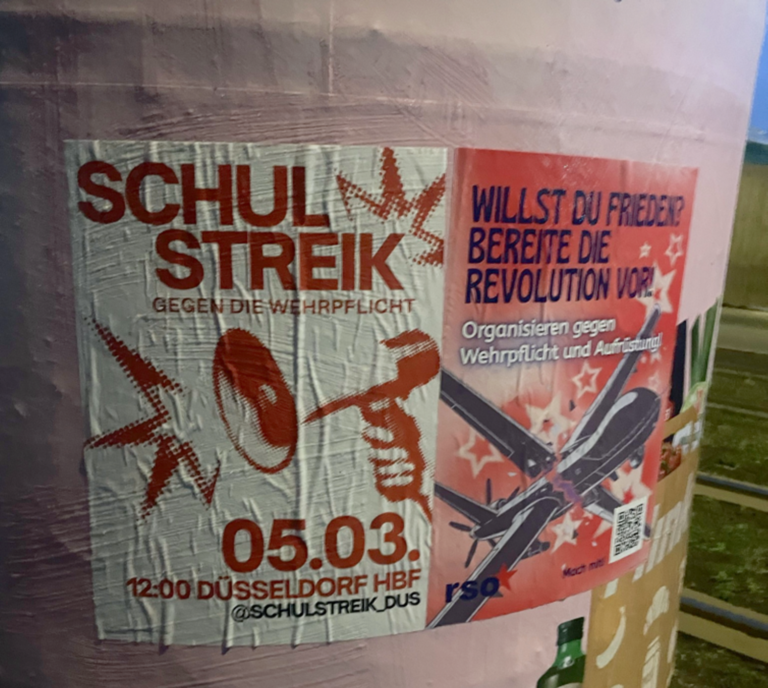 SCHUL
STREIK
GEGEN DIE WEHRPFLICHT
05.03.
12:00 DÜSSELDORF HBF
@SCHULSTREIK_DUS
WILLST DU FRIEDEN?
BEREITE DIE
REVOLUTION VOR!
Organisieren gegen
Wehrpflicht und Aufrüstung!
Mach mit!
rso